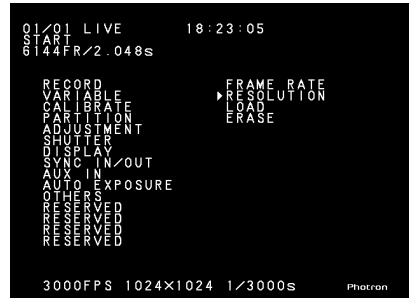 01/01 LIVE 18:23:05
START
6144FR/2.048s
RECORD FRAME RATE
VARIABLE ▶RESOLUTION
CALIBRATE LOAD
PARTITION ERASE
ADJUSTMENT
SHUTTER
DISPLAY
SYNC IN/OUT
AUX IN
AUTO EXPOSURE
OTHERS
RESERVED
RESERVED
RESERVED
RESERVED
3000FPS 1024×1024 1/3000s Photron